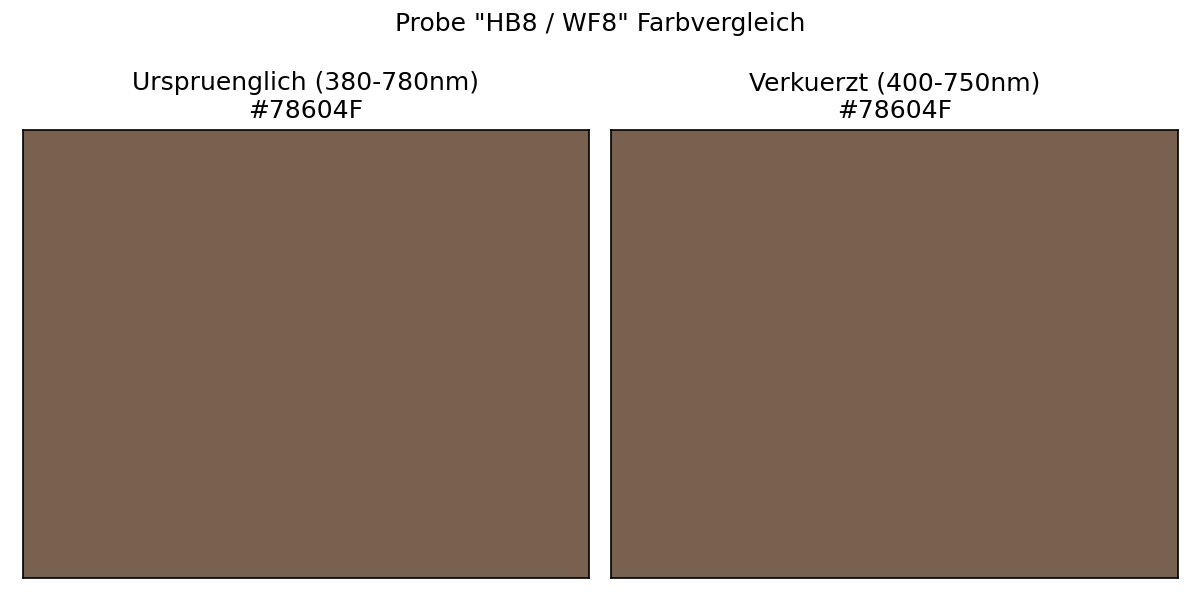 Probe "HB8 / WF8" Farbvergleich
Urspruenglich (380-780nm)
#78604F
Verkuerzt (400-750nm)
#78604F